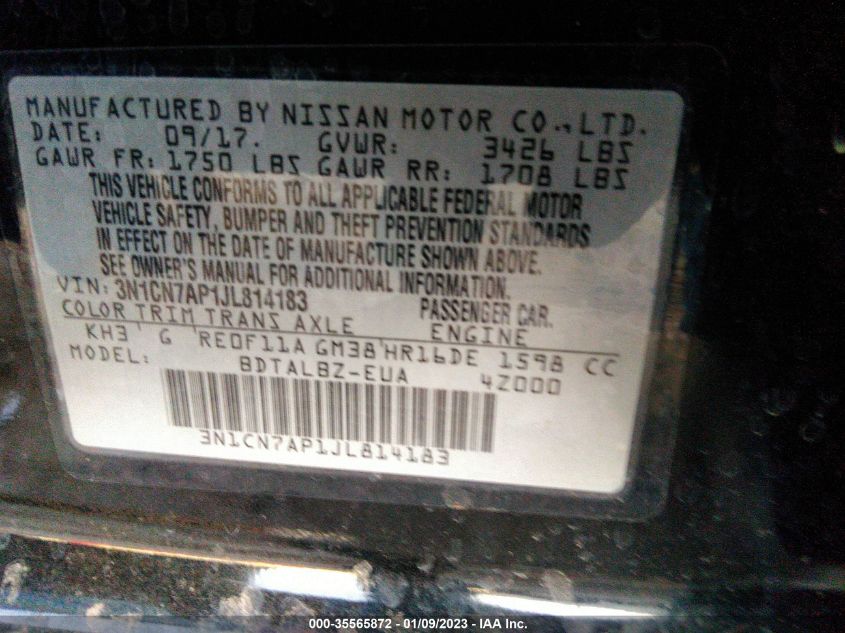 MANUFACTURED BY NISSAN MOTOR CO.,LTD.
DATE: 09/17. GVWR: 3426 LBS
GAWR FR: 1750 LBS GAWR RR: 1708 LBS
THIS VEHICLE CONFORMS TO ALL APPLICABLE FEDERAL MOTOR
VEHICLE SAFETY, BUMPER AND THEFT PREVENTION STANDARDS
IN EFFECT ON THE DATE OF MANUFACTURE SHOWN ABOVE.
SEE OWNER'S MANUAL FOR ADDITIONAL INFORMATION.
VIN: 3N1CN7AP1JL814183 PASSENGER CAR.
COLOR TRIM TRANS AXLE ENGINE
KH3 G RE0F11A GM38 HR16DE 1598 CC
MODEL: BDTALBZ-EUA 4Z000
3N1CN7AP1JL814183
000-35565872 | 01/09/2023 | IAA Inc.